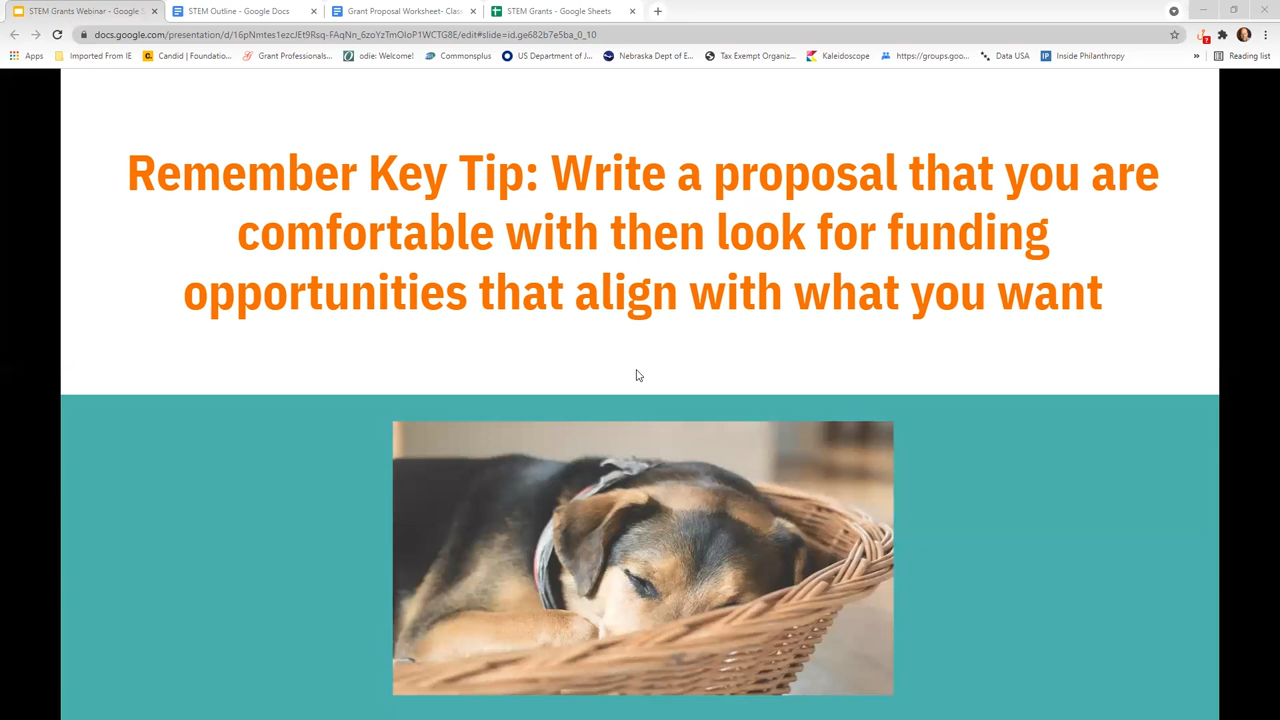 STEM Grants Webinar - Google S
STEM Outline - Google Docs
Grant Proposal Worksheet- Clas
STEM Grants - Google Sheets
docs.google.com/presentation/d/16pNmtes1ezcJEt9Rsq-FAqNn_6zoYzTmOIoP1WCTG8E/edit#slide=id.ge682b7e5ba_0_10
Apps
Imported From IE
Candid | Foundatio...
Grant Professionals...
odie: Welcome!
Commonsplus
US Department of J...
Nebraska Dept of E...
Tax Exempt Organiz...
Kaleidoscope
https://groups.goo...
Data USA
Inside Philanthropy
»
Reading list
Remember Key Tip: Write a proposal that you are
comfortable with then look for funding
opportunities that align with what you want